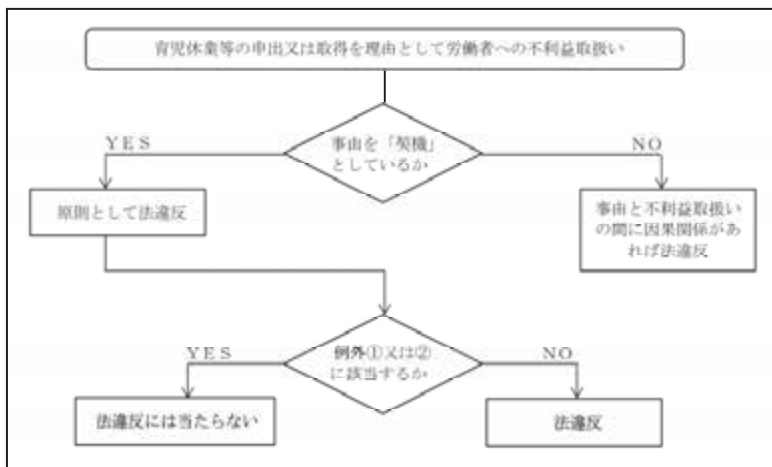 育児休業等の申出又は取得を理由として労働者への不利益取扱い
事由を「契機」
としているか
YES
NO
原則として法違反
事由と不利益取扱い
の間に因果関係があ
れば法違反
例外①又は②
に該当するか
YES
NO
法違反には当たらない
法違反